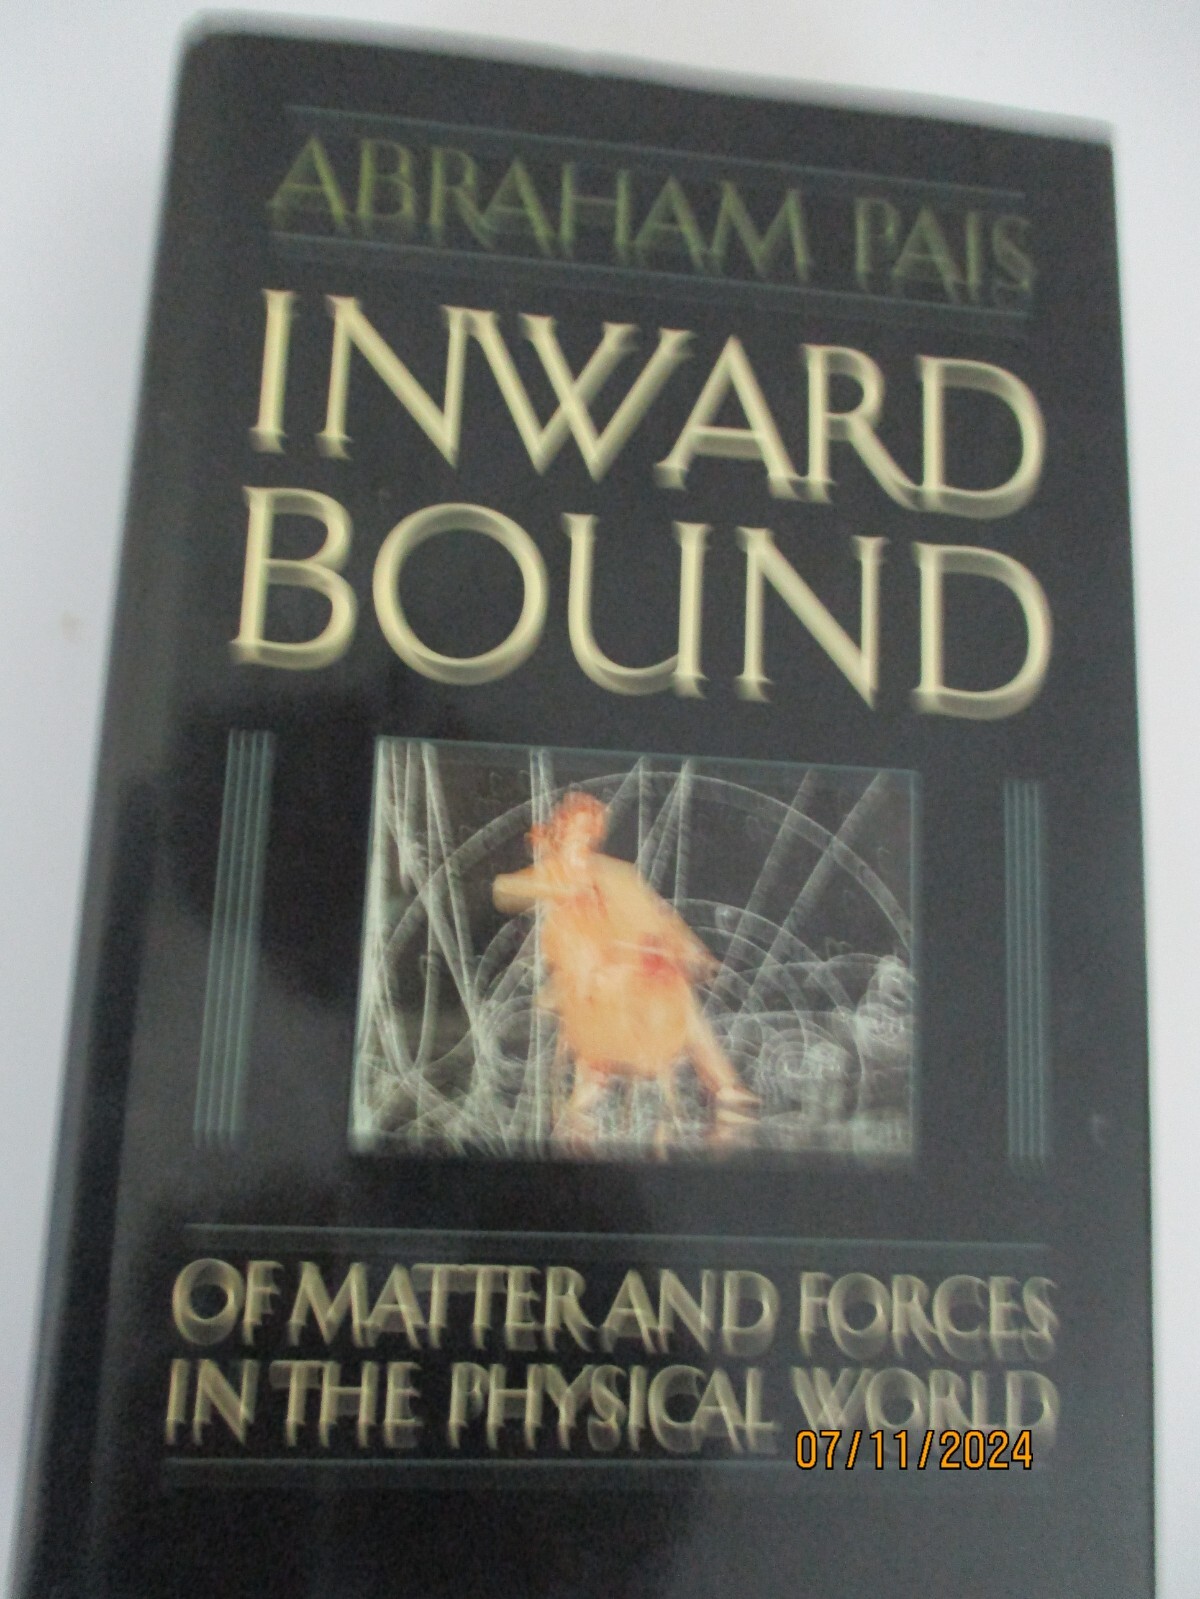 ABRAHAM PAIS
INWARD
BOUND
OF MATTER AND FORCES
IN THE PHYSICAL WORLD
07/11/2024